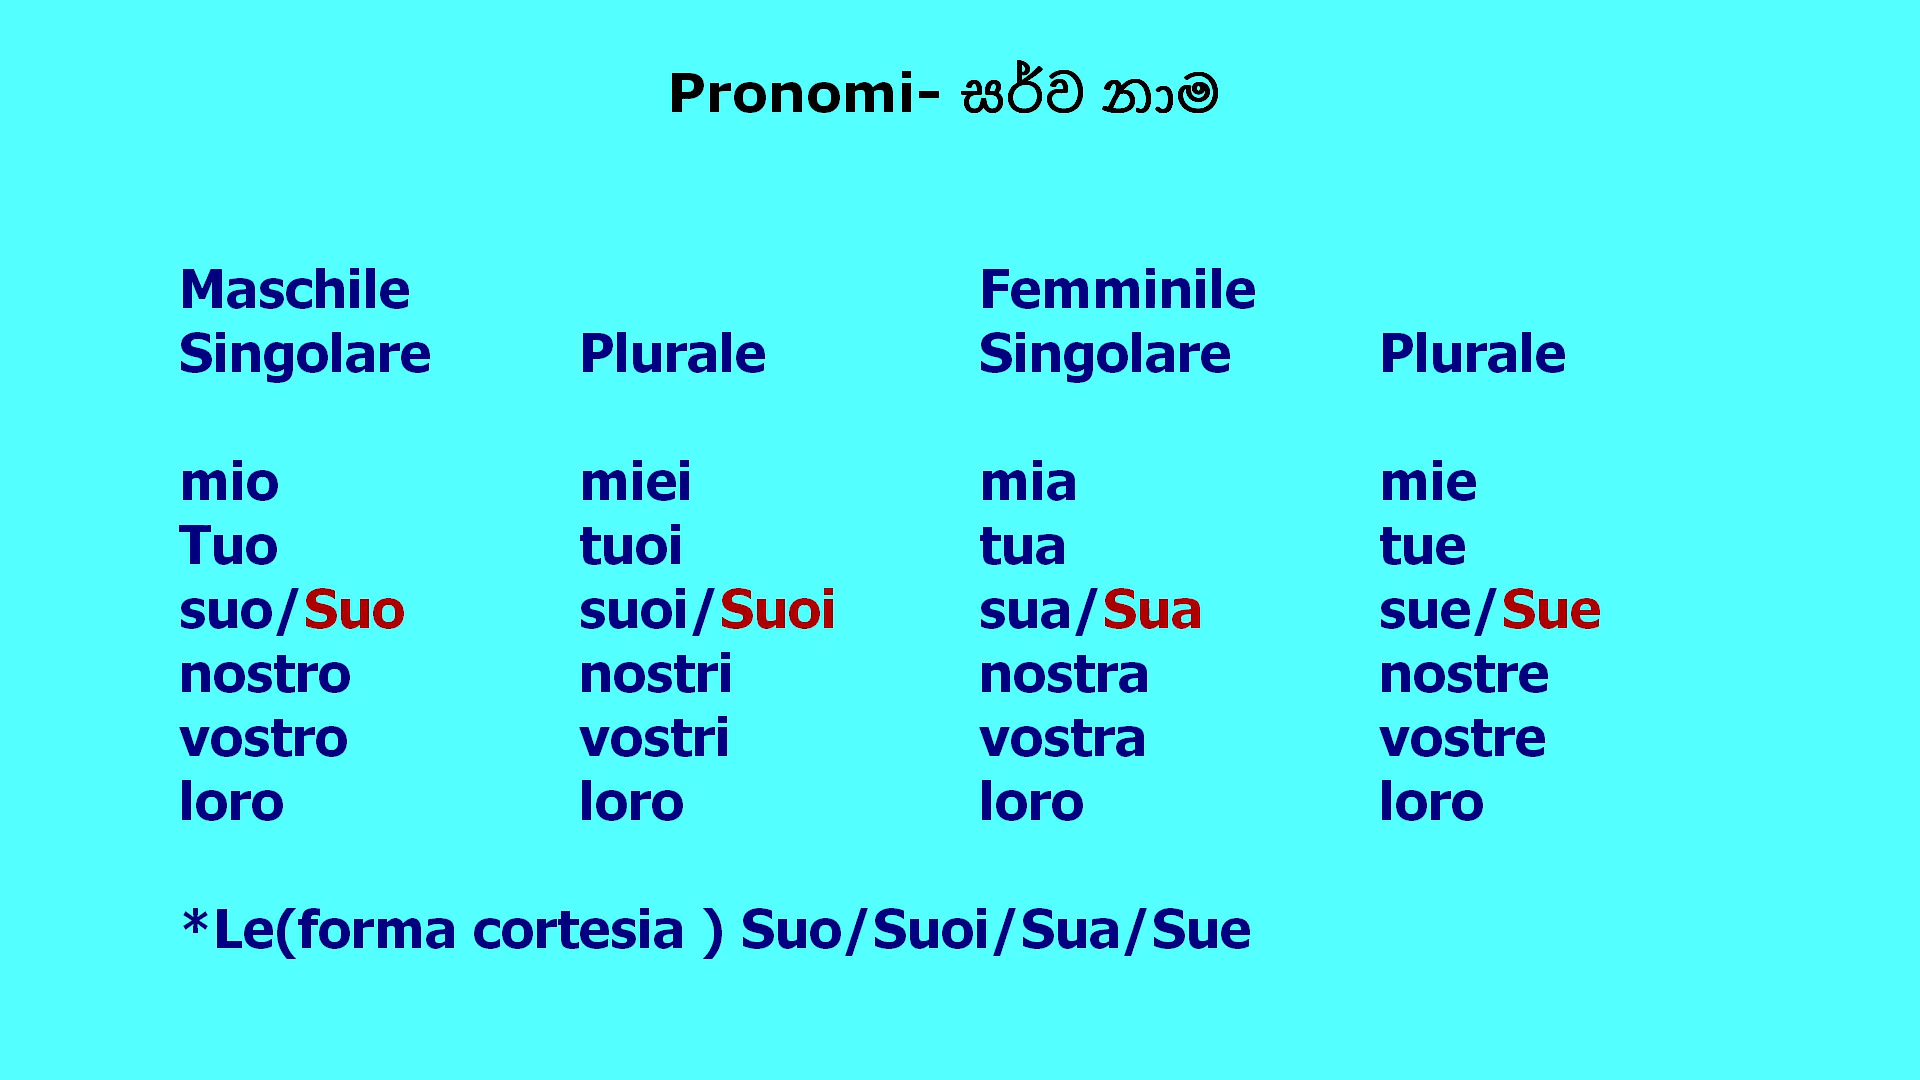 Pronomi- සර්ව නාම
Maschile Femminile
Singolare Plurale Singolare Plurale
mio miei mia mie
Tuo tuoi tua tue
suo/Suo suoi/Suoi sua/Sua sue/Sue
nostro nostri nostra nostre
vostro vostri vostra vostre
loro loro loro loro
*Le(forma cortesia ) Suo/Suoi/Sua/Sue